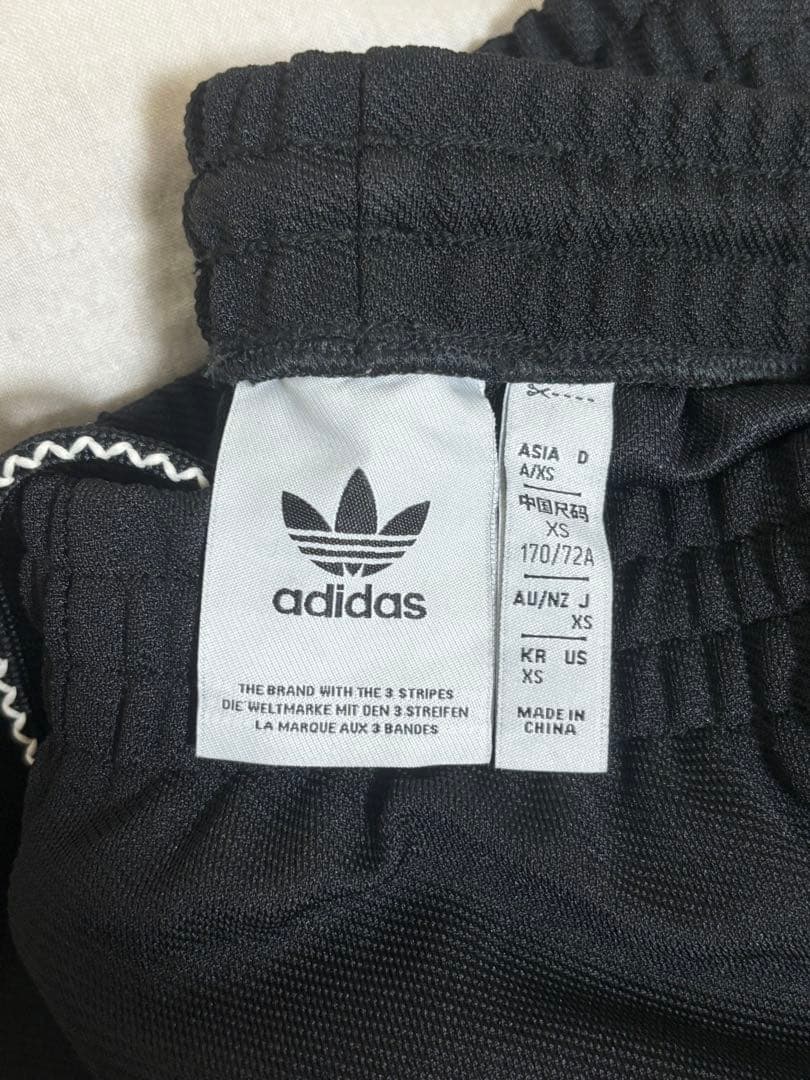 adidas
THE BRAND WITH THE 3 STRIPES
DIE WELTMARKE MIT DEN 3 STREIFEN
LA MARQUE AUX 3 BANDES
ASIA D
A/XS
中国尺码
XS
170/72A
AU/NZ J
XS
KR US
XS
MADE IN
CHINA